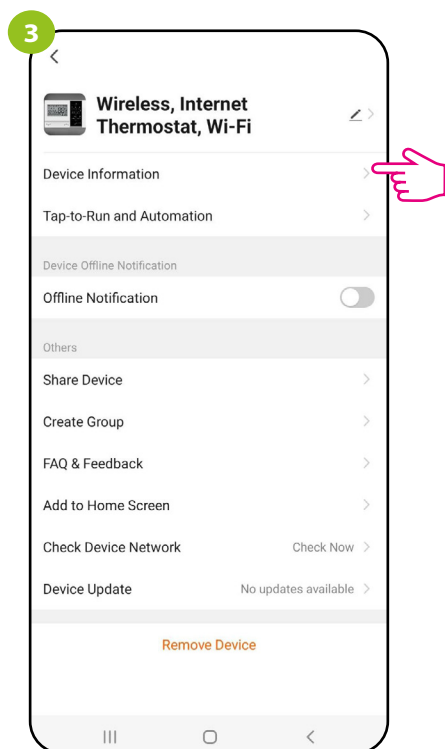 3
Wireless, Internet
Thermostat, Wi-Fi
Device Information
Tap-to-Run and Automation
Device Offline Notification
Offline Notification
Others
Share Device
Create Group
FAQ & Feedback
Add to Home Screen
Check Device Network Check Now
Device Update No updates available
Remove Device